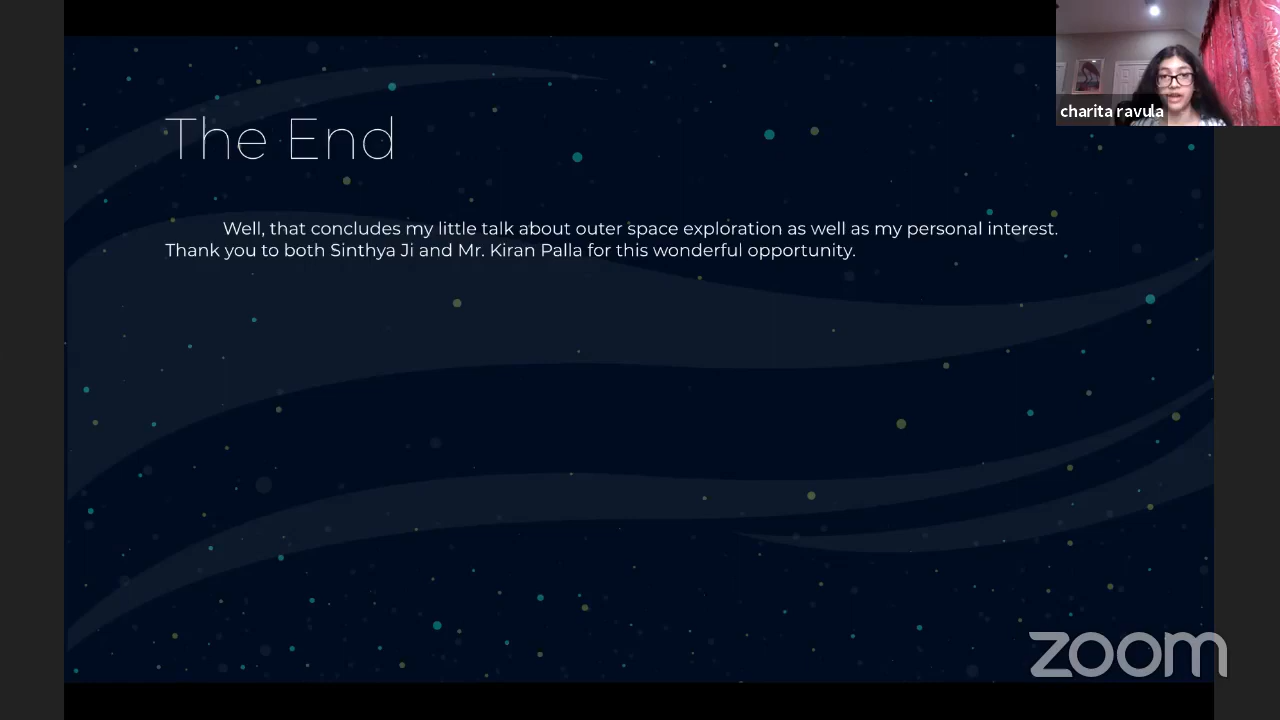 charita ravula
The End
Well, that concludes my little talk about outer space exploration as well as my personal interest.
Thank you to both Sinthya Ji and Mr. Kiran Palla for this wonderful opportunity.
zoom